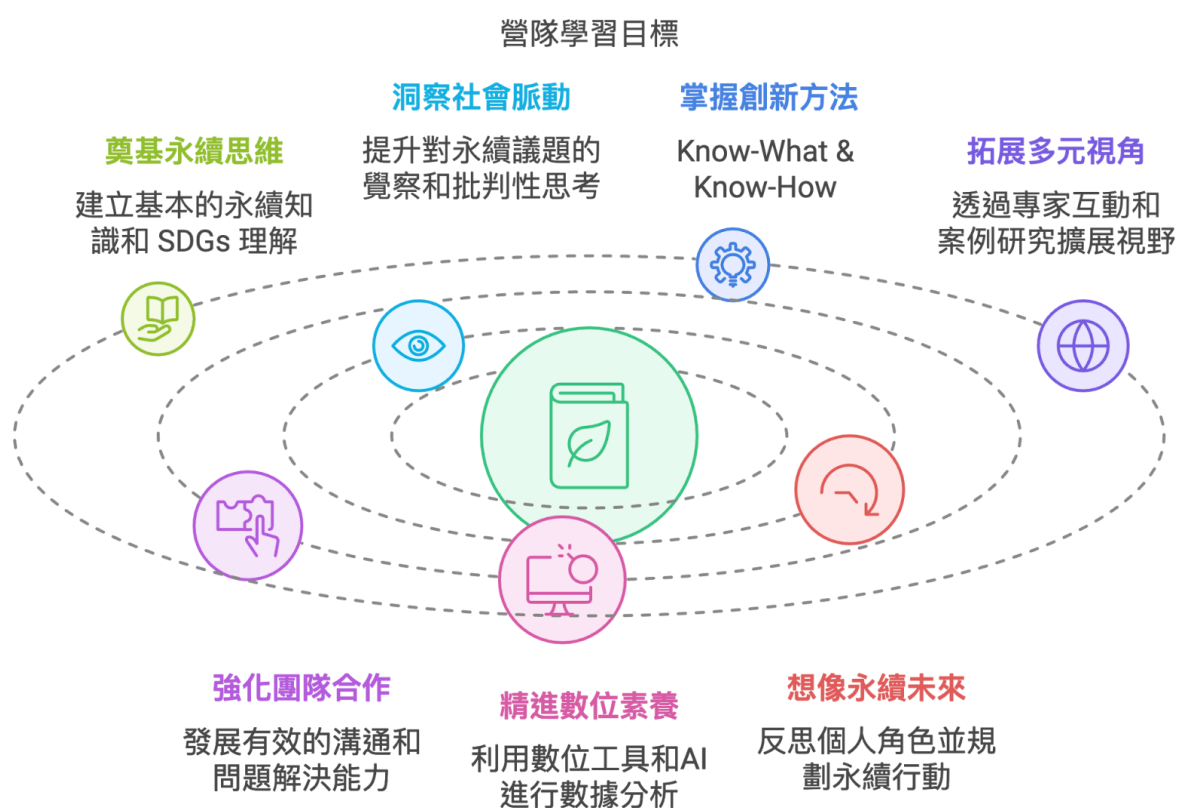 營隊學習目標
洞察社會脈動
提升對永續議題的
覺察和批判性思考
掌握創新方法
Know-What &
Know-How
奠基永續思維
建立基本的永續知
識和 SDGs 理解
拓展多元視角
透過專家互動和
案例研究擴展視野
強化團隊合作
發展有效的溝通和
問題解決能力
精進數位素養
利用數位工具和AI
進行數據分析
想像永續未來
反思個人角色並規
劃永續行動